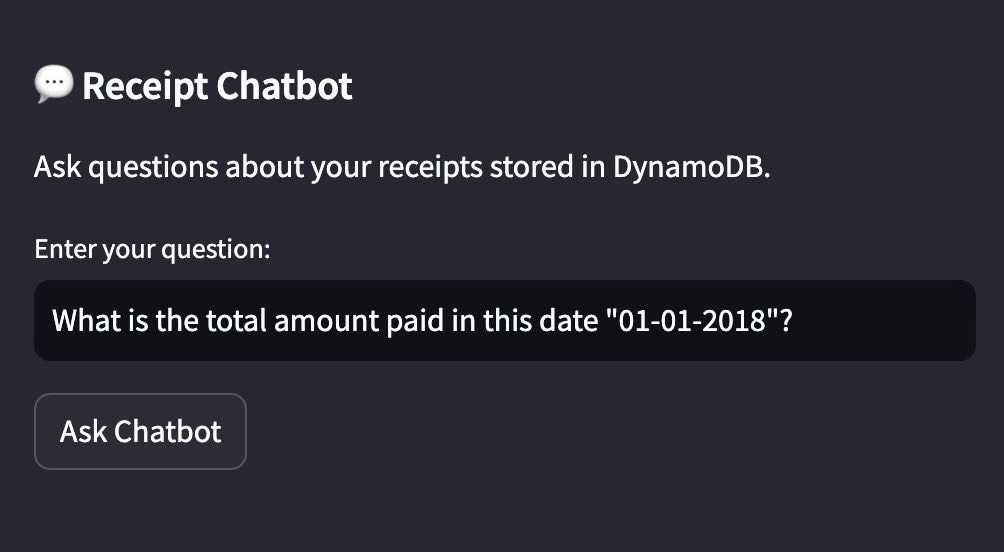 Receipt Chatbot
Ask questions about your receipts stored in DynamoDB.
Enter your question:
What is the total amount paid in this date "01-01-2018"?
Ask Chatbot